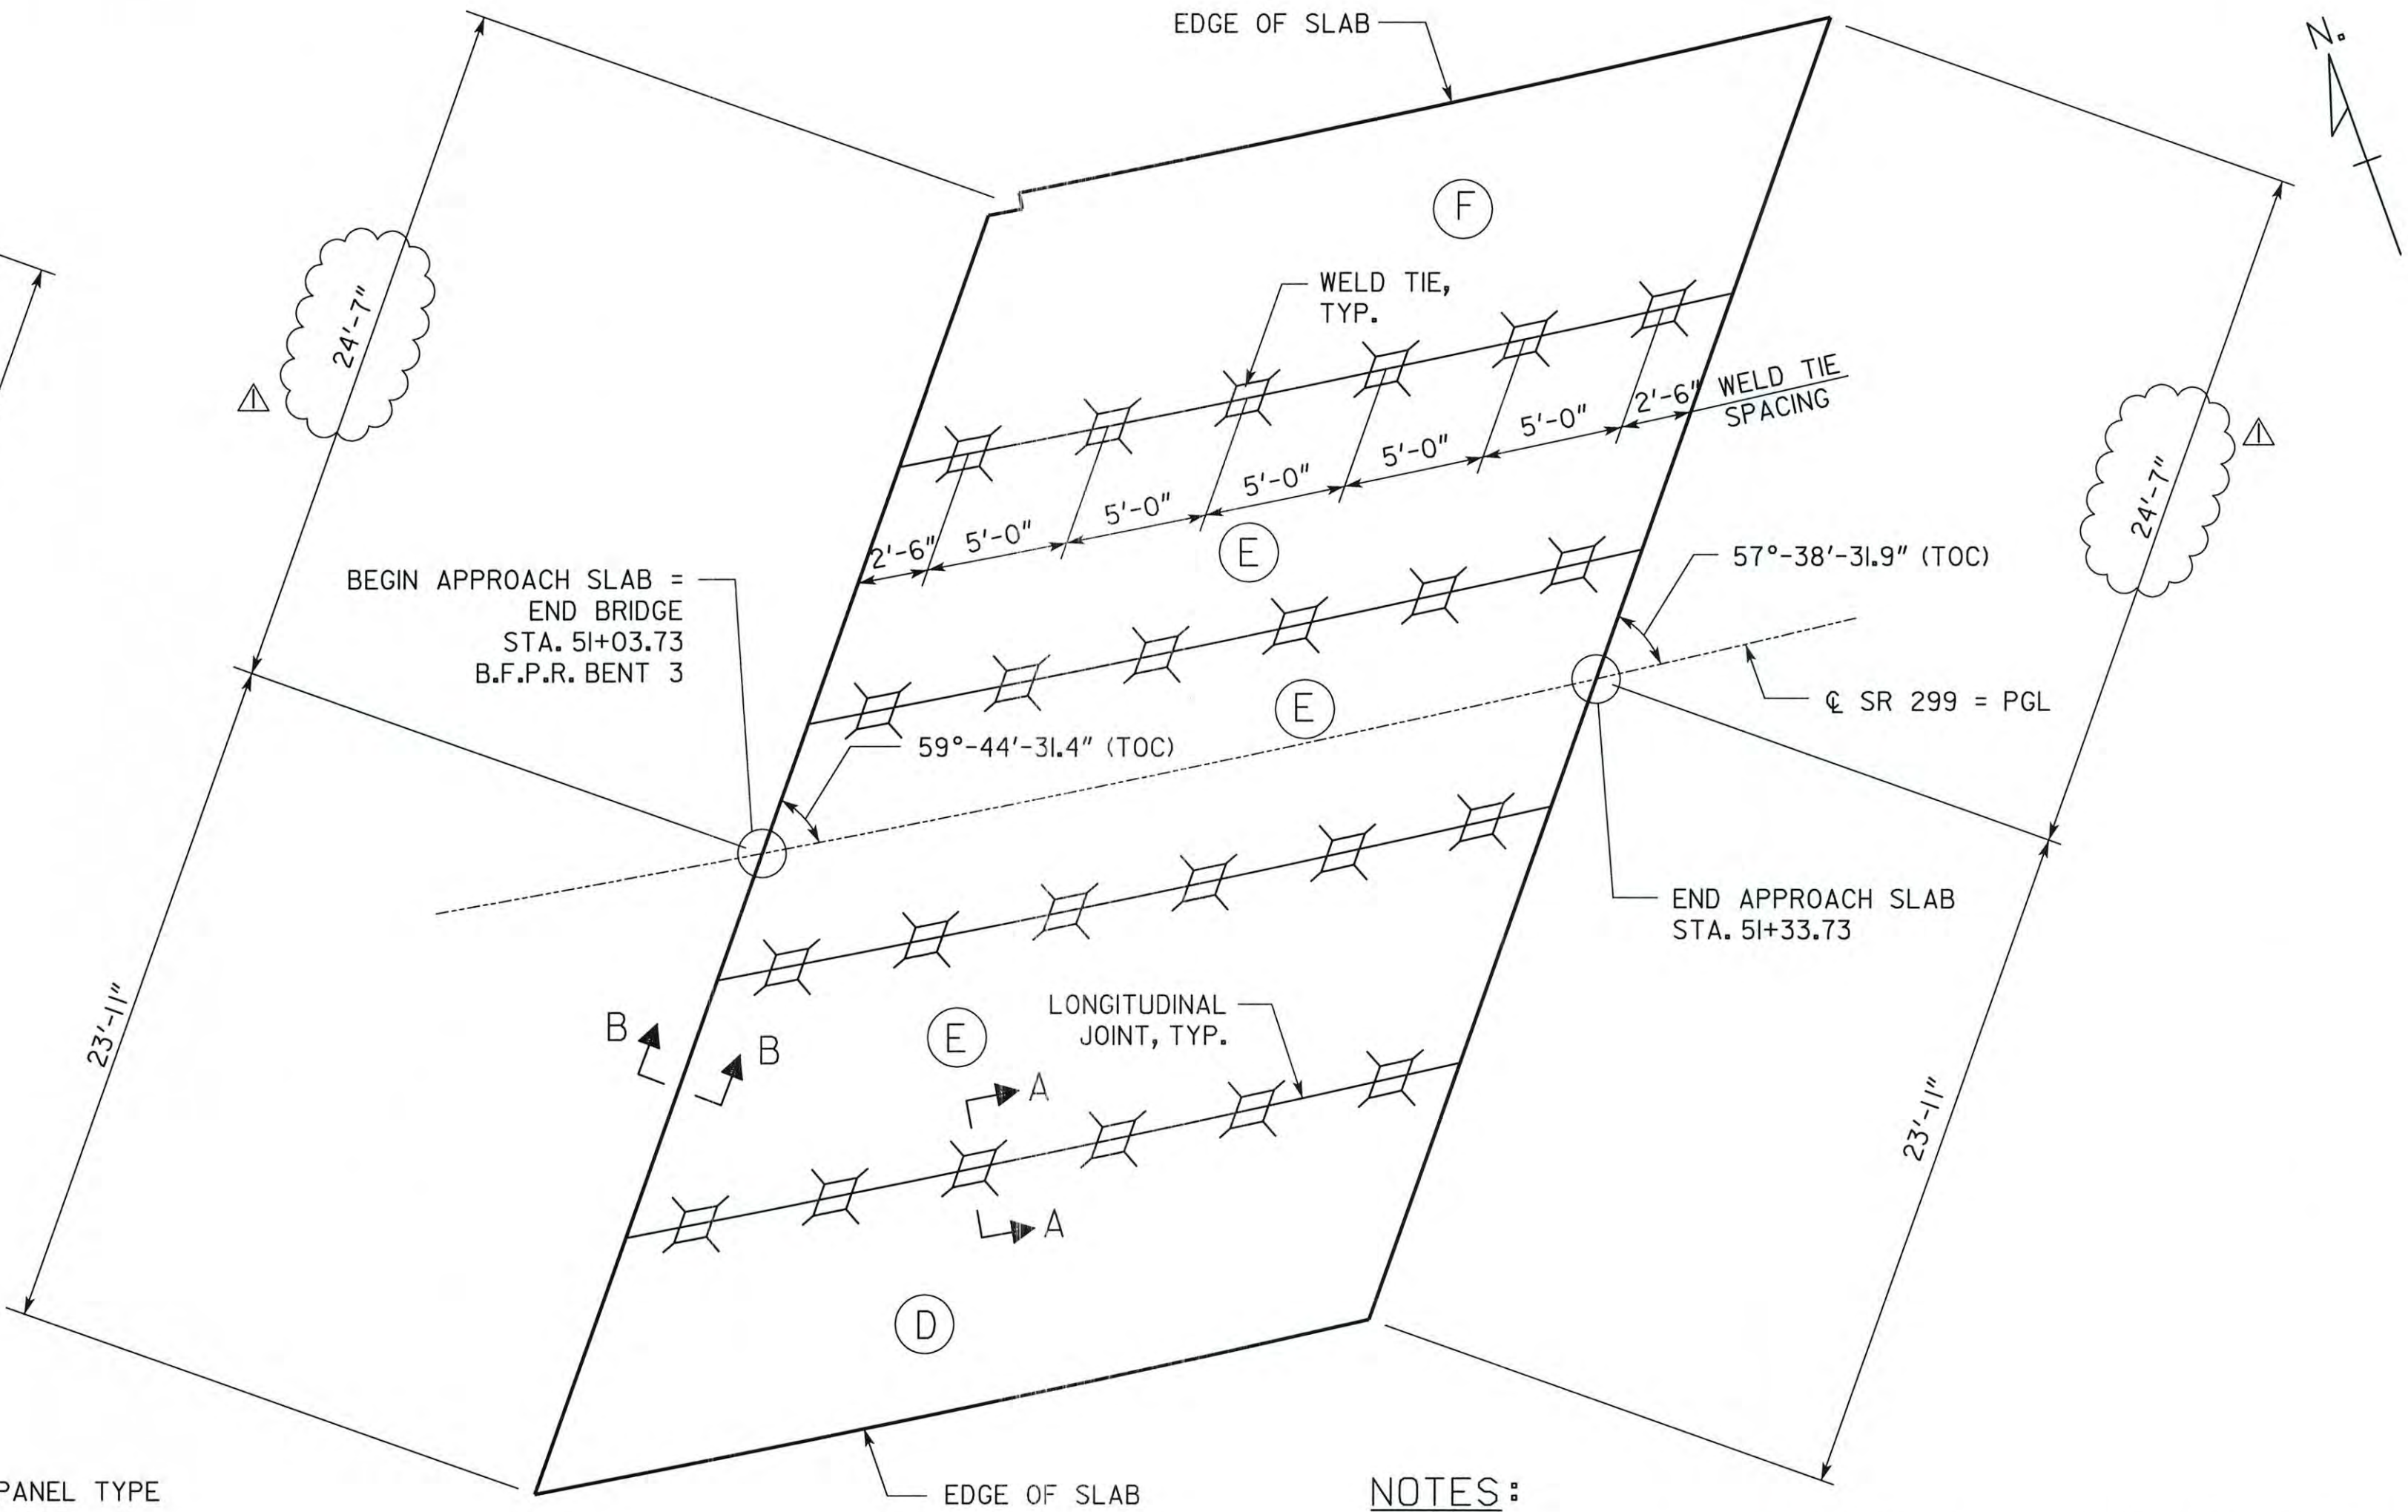 EDGE OF SLAB
N.
F
WELD TIE,
TYP.
24'-7"
1
2'-6" WELD TIE
SPACING
5'-0"
5'-0"
5'-0"
5'-0"
5'-0"
2'-6"
24'-7"
1
E
57°-38'-31.9" (TOC)
BEGIN APPROACH SLAB =
END BRIDGE
STA. 51+03.73
B.F.P.R. BENT 3
E
℄ SR 299 = PGL
59°-44'-31.4" (TOC)
END APPROACH SLAB
STA. 51+33.73
23'-11"
B
B
E
LONGITUDINAL
JOINT, TYP.
A
A
23'-11"
D
PANEL TYPE
EDGE OF SLAB
NOTES: